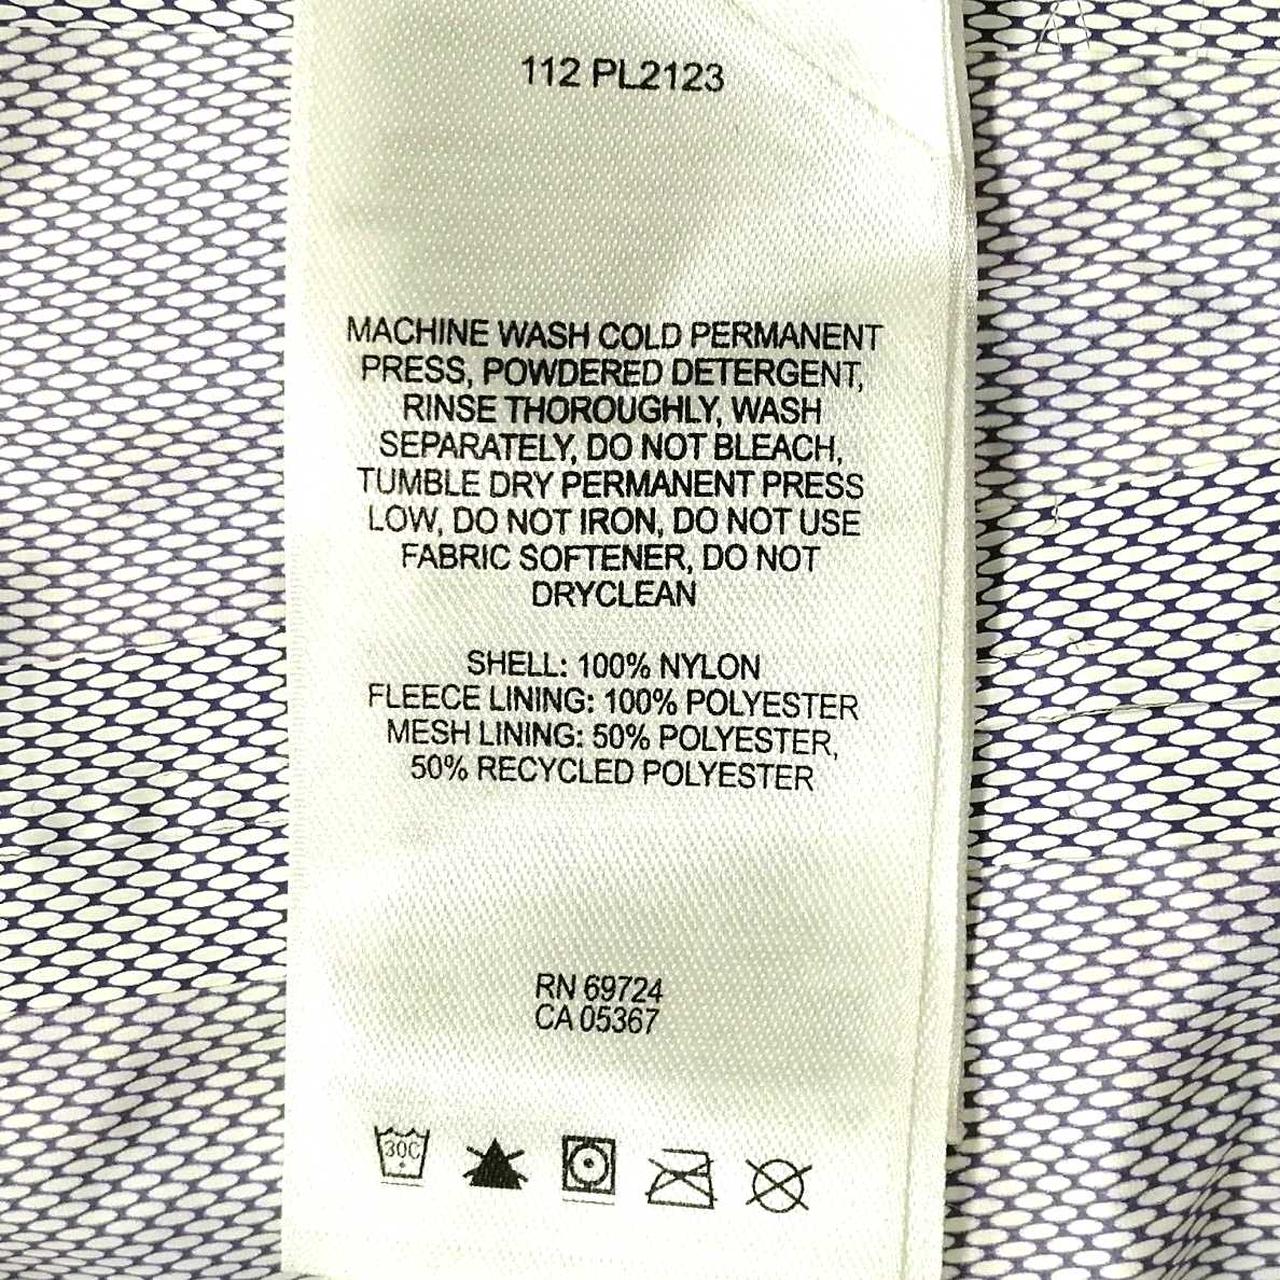 112 PL2123
MACHINE WASH COLD PERMANENT
PRESS, POWDERED DETERGENT,
RINSE THOROUGHLY, WASH
SEPARATELY, DO NOT BLEACH,
TUMBLE DRY PERMANENT PRESS
LOW, DO NOT IRON, DO NOT USE
FABRIC SOFTENER, DO NOT
DRYCLEAN
SHELL: 100% NYLON
FLEECE LINING: 100% POLYESTER
MESH LINING: 50% POLYESTER,
50% RECYCLED POLYESTER
RN 69724
CA 05367
30C